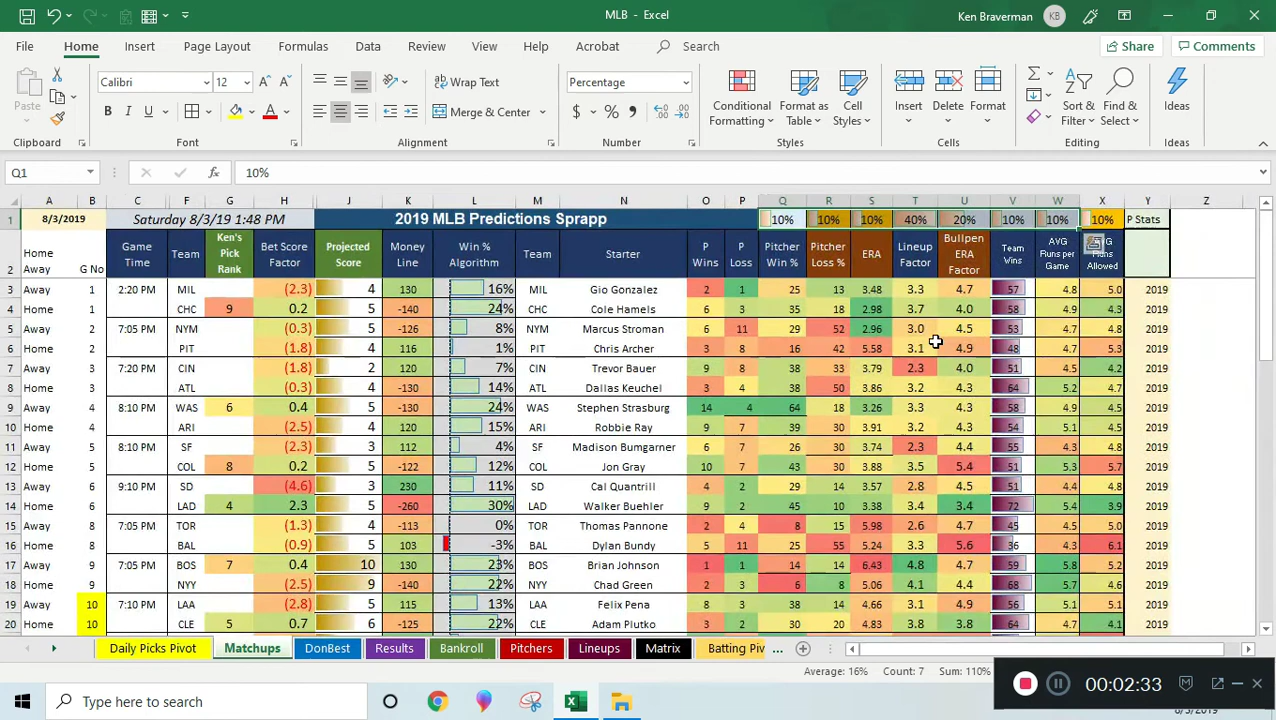 MLB - Excel
Ken Braverman KB
File Home Insert Page Layout Formulas Data Review View Help Acrobat Search Share Comments
Calibri 12 Wrap Text Percentage
Paste B I U A Merge & Center $ % Conditional Formatting Format as Table Cell Styles Insert Delete Format Sort & Filter Find & Select Ideas
Clipboard Font Alignment Number Styles Cells Editing Ideas
Q1 fx 10%
A B C F G H J K L M N O P Q R S T U V W X Y Z
1 8/3/2019 Saturday 8/3/19 1:48 PM 2019 MLB Predictions Sprapp 10% 10% 10% 40% 20% 10% 10% 10% P Stats
2 Home Away G No Game Time Team Ken's Pick Rank Bet Score Factor Projected Score Money Line Win % Algorithm Team Starter P Wins P Loss Pitcher Win % Pitcher Loss % ERA Lineup Factor Bullpen ERA Factor Team Wins AVG Runs per Game Allowed
3 Away 1 2:20 PM MIL (2.3) 4 130 16% MIL Gio Gonzalez 2 1 25 13 3.48 3.3 4.7 57 4.8 5.0 2019
4 Home 1 CHC 9 0.2 5 -140 24% CHC Cole Hamels 6 3 35 18 2.98 3.7 4.0 58 4.9 4.3 2019
5 Away 2 7:05 PM NYM (0.3) 5 -126 8% NYM Marcus Stroman 6 11 29 52 2.96 3.0 4.5 53 4.7 4.8 2019
6 Home 2 PIT (1.8) 4 116 1% PIT Chris Archer 3 8 16 42 5.58 3.1 4.9 48 4.7 5.3 2019
7 Away 3 7:20 PM CIN (1.8) 2 120 7% CIN Trevor Bauer 9 8 38 33 3.79 2.3 4.0 51 4.5 4.2 2019
8 Home 3 ATL (0.3) 4 -130 14% ATL Dallas Keuchel 3 4 38 50 3.86 3.2 4.3 64 5.2 4.7 2019
9 Away 4 8:10 PM WAS 6 0.4 5 -130 24% WAS Stephen Strasburg 14 4 64 18 3.26 3.3 4.3 58 4.9 4.5 2019
10 Home 4 ARI (2.5) 4 120 15% ARI Robbie Ray 9 7 39 30 3.91 3.2 4.3 54 4.9 4.3 2019
11 Away 5 8:10 PM SF (2.3) 3 112 4% SF Madison Bumgarner 6 7 26 30 3.74 2.3 4.4 55 4.3 4.8 2019
12 Home 5 COL 8 0.2 5 -122 12% COL Jon Gray 10 7 43 30 3.88 3.5 5.4 51 5.3 5.7 2019
13 Away 6 9:10 PM SD (4.6) 3 230 11% SD Cal Quantrill 4 2 29 14 3.51 2.8 4.5 51 4.4 4.8 2019
14 Home 6 LAD 4 2.3 5 -260 30% LAD Walker Buehler 9 2 45 10 3.38 3.4 3.4 72 5.4 3.9 2019
15 Away 8 7:05 PM TOR (1.3) 4 -113 0% TOR Thomas Pannone 2 4 8 15 5.98 2.6 4.7 45 4.5 5.0 2019
16 Home 8 BAL (0.9) 5 103 -3% BAL Dylan Bundy 5 11 25 55 5.24 3.3 5.6 36 4.3 6.1 2019
17 Away 9 7:05 PM BOS 7 0.4 10 130 23% BOS Brian Johnson 1 1 14 14 6.43 4.8 4.7 59 5.8 5.2 2019
18 Home 9 NYY (2.5) 9 -140 22% NYY Chad Green 2 3 6 8 5.06 4.1 4.4 68 5.7 4.6 2019
19 Away 10 7:10 PM LAA (2.8) 5 115 13% LAA Felix Pena 8 3 38 14 4.66 3.1 4.9 56 5.1 5.1 2019
20 Home 10 CLE 5 0.7 6 -125 22% CLE Adam Plutko 3 2 30 20 4.83 3.8 3.8 64 4.7 4.1 2019
Daily Picks Pivot Matchups DonBest Results Bankroll Pitchers Lineups Matrix Batting Piv ...
Average: 16% Count: 7 Sum: 110%
00:02:33
Type here to search
8/3/2019